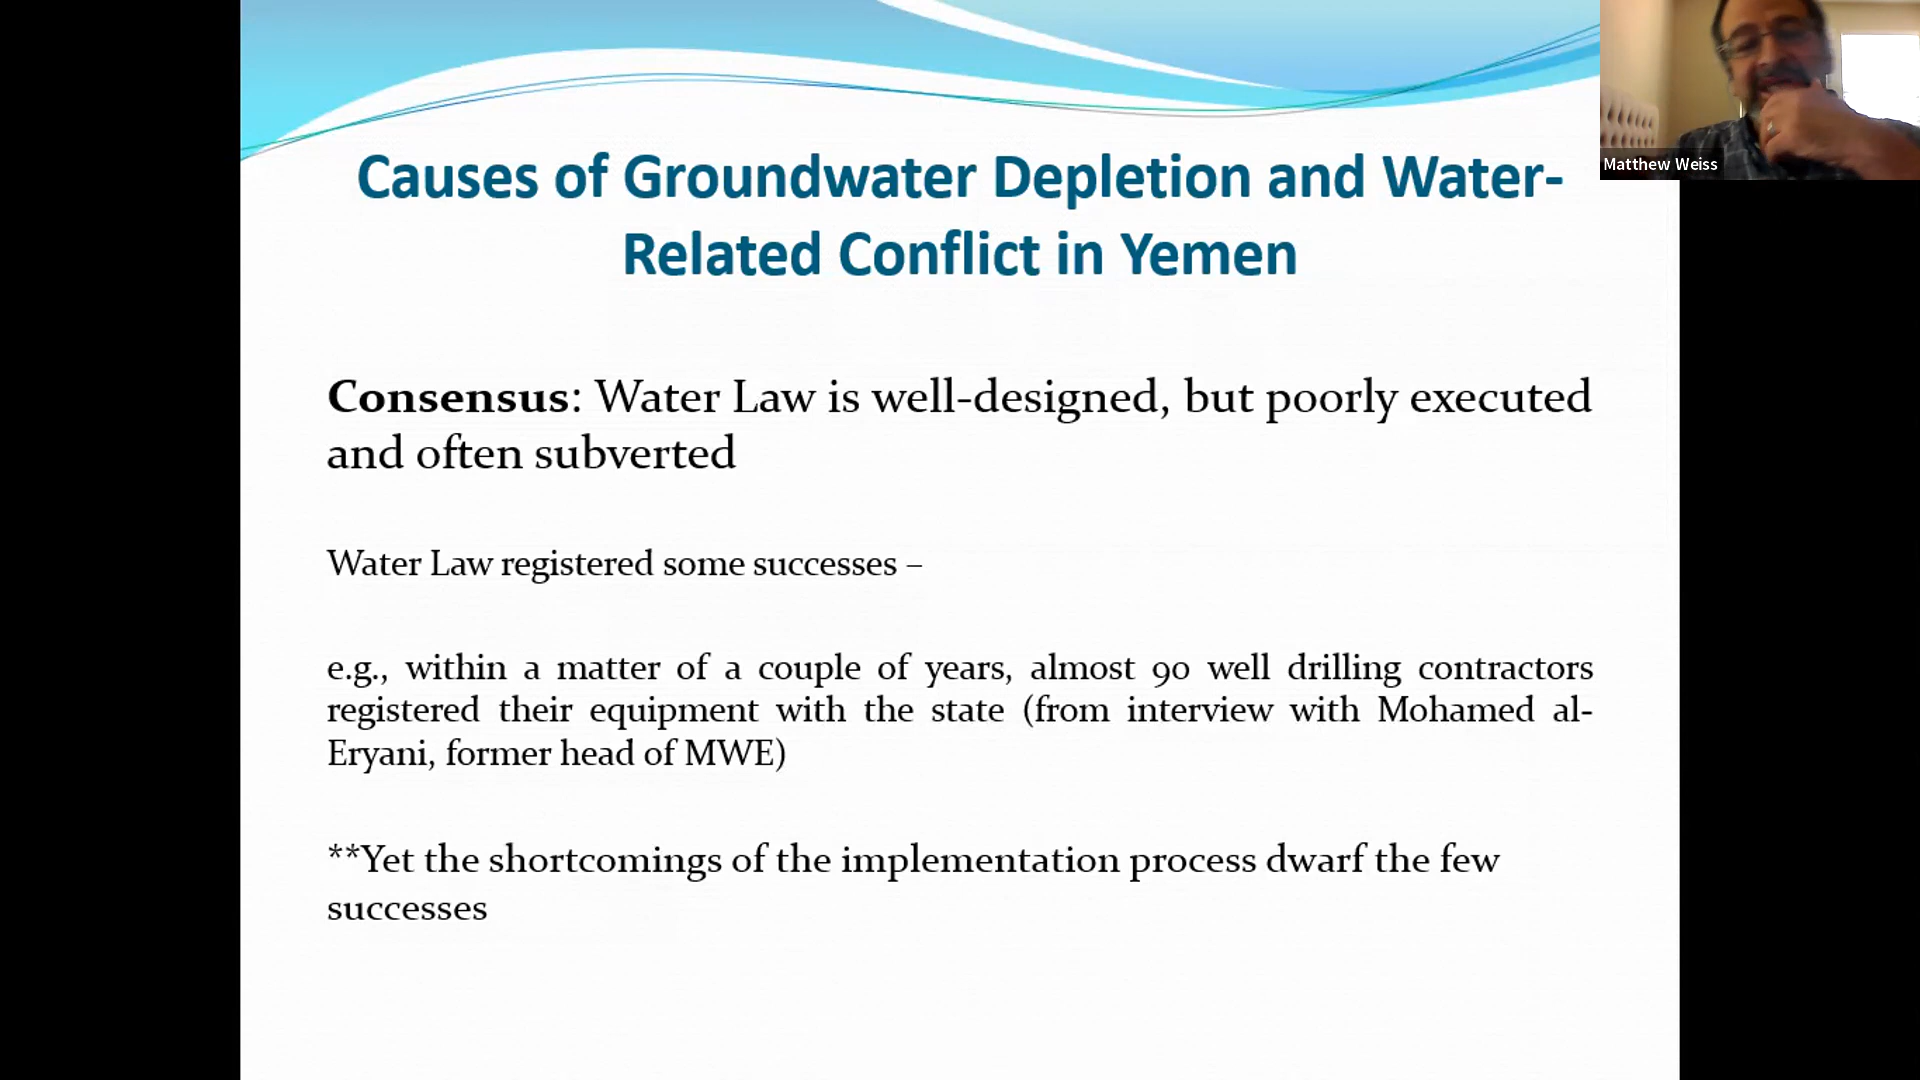 Causes of Groundwater Depletion and Water-
Related Conflict in Yemen
Matthew Weiss
Consensus: Water Law is well-designed, but poorly executed
and often subverted
Water Law registered some successes –
e.g., within a matter of a couple of years, almost 90 well drilling contractors
registered their equipment with the state (from interview with Mohamed al-
Eryani, former head of MWE)
**Yet the shortcomings of the implementation process dwarf the few
successes